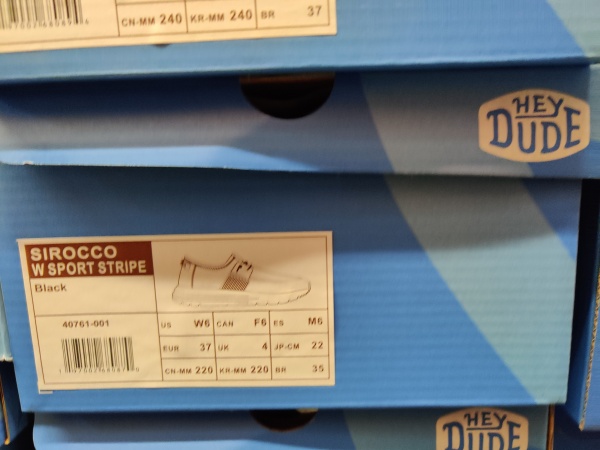 CN-MM 240 KR-MM 240 BR 37
HEY
DUDE
SIROCCO
W SPORT STRIPE
Black
40761-001
US W6 CAN F6 ES M6
EUR 37 UK 4 JP-CM 22
CN-MM 220 KR-MM 220 BR 35
HEY
DUDE